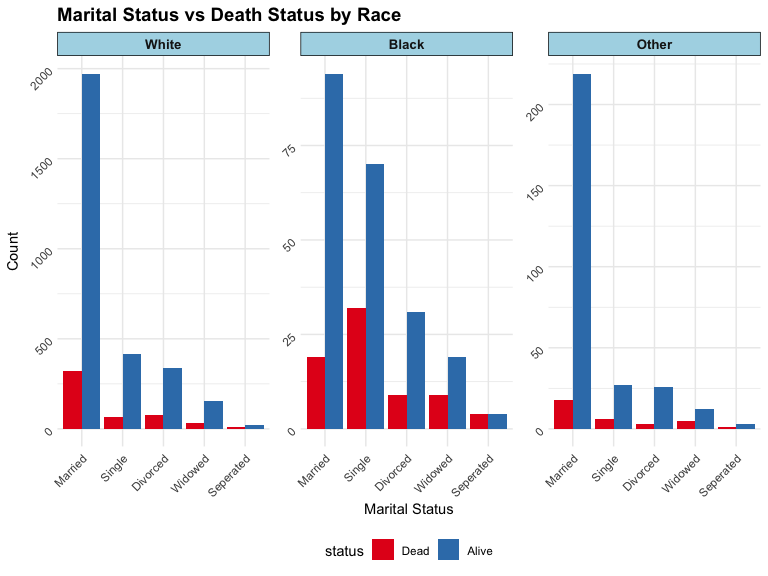 Marital Status vs Death Status by Race
White
Black
Other
Count
2000
1500
1000
500
0
75
50
25
0
200
150
100
50
0
Married
Single
Divorced
Widowed
Seperated
Married
Single
Divorced
Widowed
Seperated
Married
Single
Divorced
Widowed
Seperated
Marital Status
status
Dead
Alive